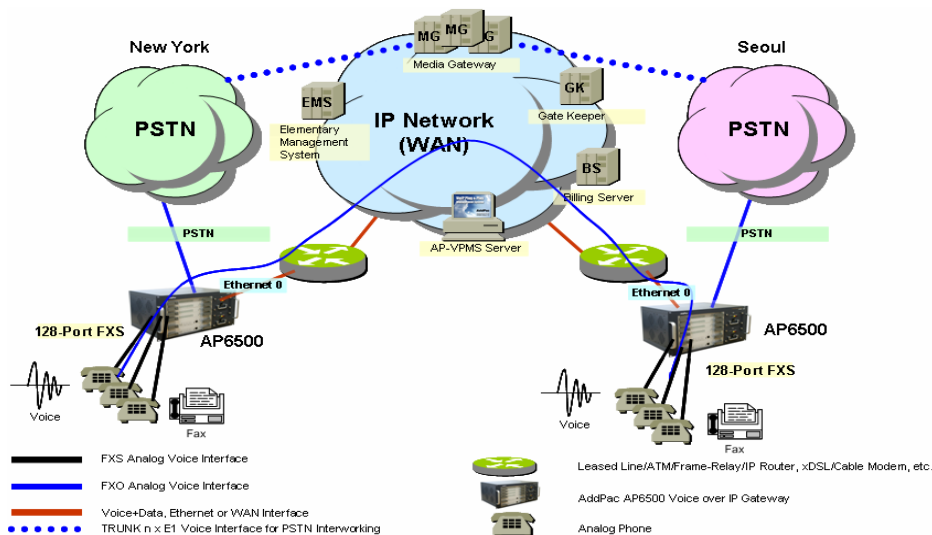 New York
Seoul
MG
MG
G
Media Gateway
PSTN
EMS
Elementary
Management
System
IP Network
(WAN)
GK
Gate Keeper
PSTN
BS
Billing Server
AP-VPMS Server
PSTN
PSTN
Ethernet 0
Ethernet 0
128-Port FXS
AP6500
AP6500
128-Port FXS
Voice
Fax
Voice
Fax
FXS Analog Voice Interface
FXO Analog Voice Interface
Voice+Data, Ethernet or WAN Interface
TRUNK n x E1 Voice Interface for PSTN Interworking
Leased Line/ATM/Frame-Relay/IP Router, xDSL/Cable Modem, etc.
AddPac AP6500 Voice over IP Gateway
Analog Phone